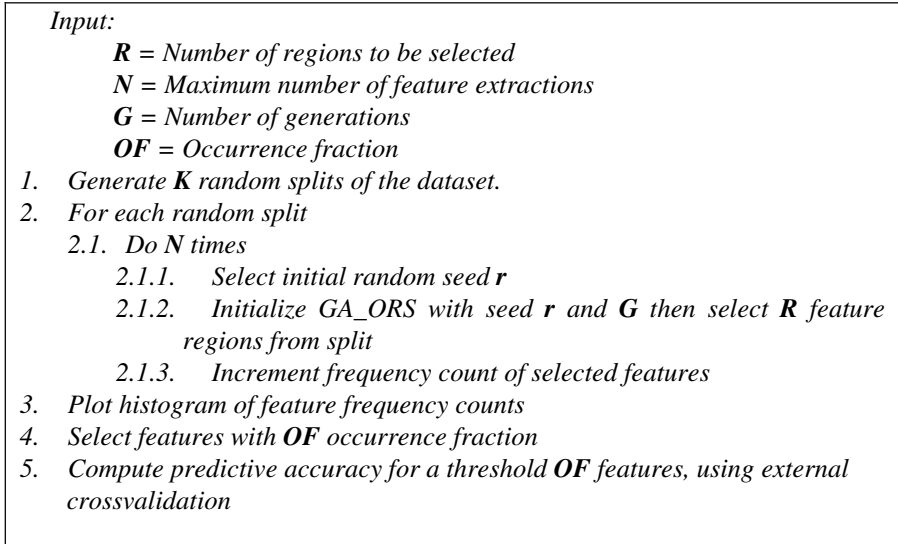 Input:
R = Number of regions to be selected
N = Maximum number of feature extractions
G = Number of generations
OF = Occurrence fraction
1. Generate K random splits of the dataset.
2. For each random split
2.1. Do N times
2.1.1. Select initial random seed r
2.1.2. Initialize GA_ORS with seed r and G then select R feature
regions from split
2.1.3. Increment frequency count of selected features
3. Plot histogram of feature frequency counts
4. Select features with OF occurrence fraction
5. Compute predictive accuracy for a threshold OF features, using external
crossvalidation